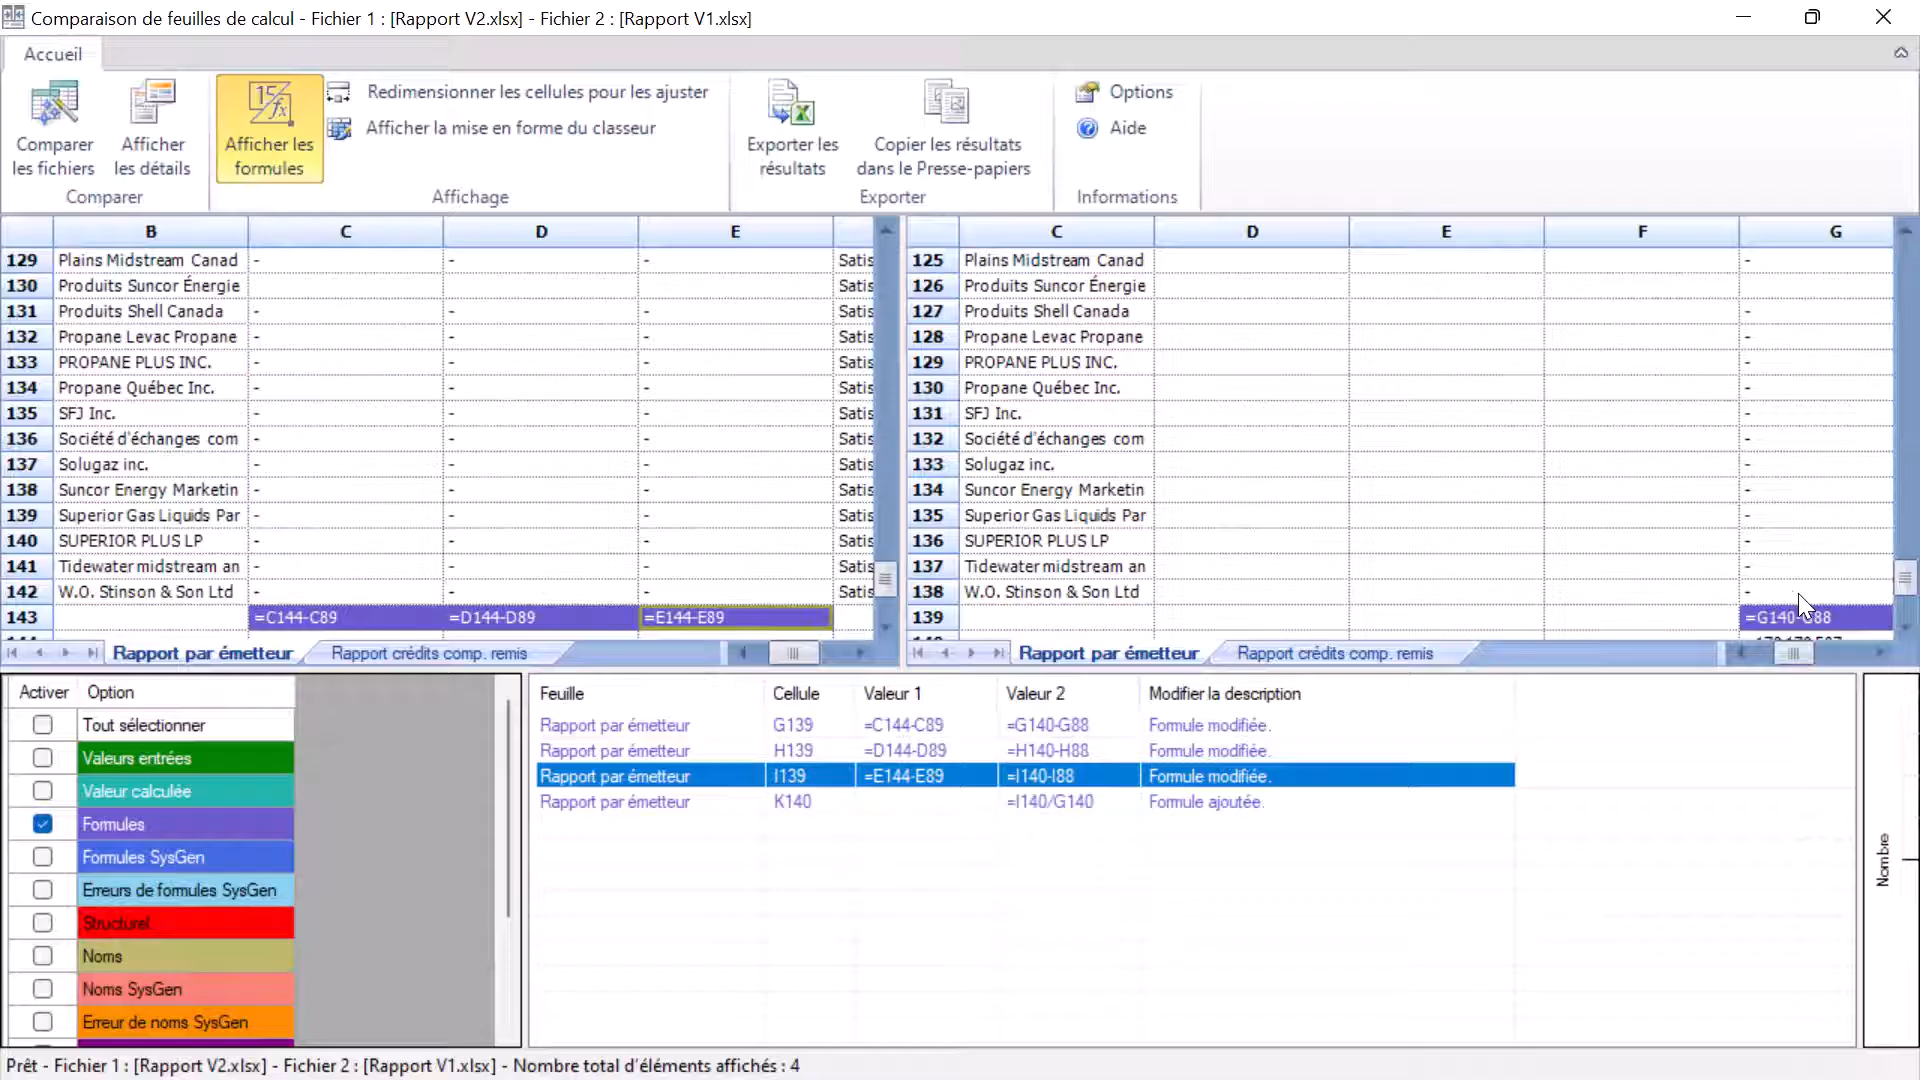 Comparaison de feuilles de calcul - Fichier 1 : [Rapport V2.xlsx] - Fichier 2 : [Rapport V1.xlsx]
Accueil
Comparer les fichiers
Afficher les détails
Comparer
Afficher les formules
Redimensionner les cellules pour les ajuster
Afficher la mise en forme du classeur
Affichage
Exporter les résultats
Copier les résultats dans le Presse-papiers
Exporter
Options
Aide
Informations
B C D E
129 Plains Midstream Canad - - - Satis
130 Produits Suncor Énergie Satis
131 Produits Shell Canada - - - Satis
132 Propane Levac Propane - - - Satis
133 PROPANE PLUS INC. - - - Satis
134 Propane Québec Inc. - - - Satis
135 SFJ Inc. - - - Satis
136 Société d'échanges com - - - Satis
137 Solugaz inc. - - - Satis
138 Suncor Energy Marketin - - - Satis
139 Superior Gas Liquids Par - - - Satis
140 SUPERIOR PLUS LP - - - Satis
141 Tidewater midstream an - - - Satis
142 W.O. Stinson & Son Ltd - - - Satis
143 =C144-C89 =D144-D89 =E144-E89
Rapport par émetteur Rapport crédits comp. remis
C D E F G
125 Plains Midstream Canad -
126 Produits Suncor Énergie
127 Produits Shell Canada -
128 Propane Levac Propane -
129 PROPANE PLUS INC. -
130 Propane Québec Inc. -
131 SFJ Inc. -
132 Société d'échanges com -
133 Solugaz inc. -
134 Suncor Energy Marketin -
135 Superior Gas Liquids Par -
136 SUPERIOR PLUS LP -
137 Tidewater midstream an -
138 W.O. Stinson & Son Ltd -
139 =G140-G88
Rapport par émetteur Rapport crédits comp. remis
Activer Option
Tout sélectionner
Valeurs entrées
Valeur calculée
Formules
Formules SysGen
Erreurs de formules SysGen
Structurel
Noms
Noms SysGen
Erreur de noms SysGen
Feuille Cellule Valeur 1 Valeur 2 Modifier la description
Rapport par émetteur G139 =C144-C89 =G140-G88 Formule modifiée.
Rapport par émetteur H139 =D144-D89 =H140-H88 Formule modifiée.
Rapport par émetteur I139 =E144-E89 =I140-I88 Formule modifiée.
Rapport par émetteur K140 =I140/G140 Formule ajoutée.
Nombre
Prêt - Fichier 1 : [Rapport V2.xlsx] - Fichier 2 : [Rapport V1.xlsx] - Nombre total d'éléments affichés : 4